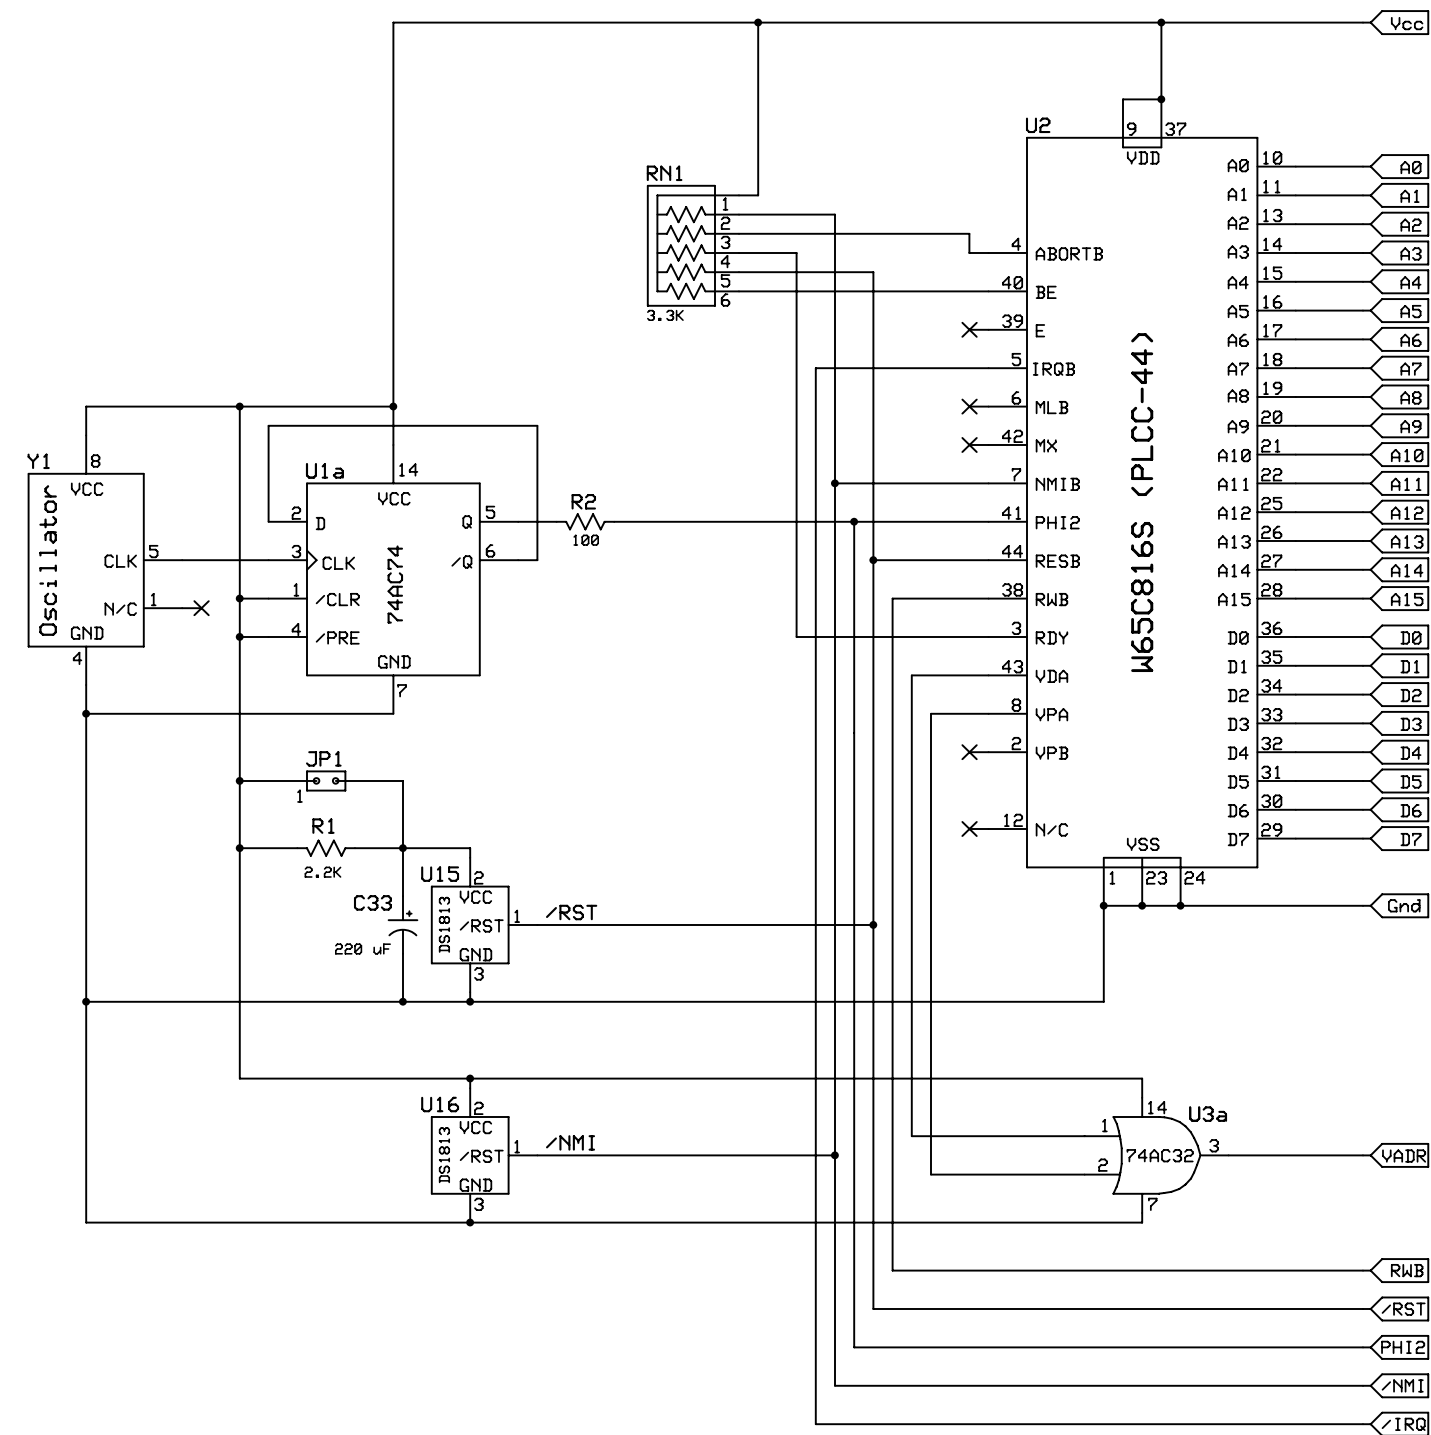 Vcc
U2
9 37
VDD
RN1
1
2
3
4
5
6
3.3K
4 ABORTB
40 BE
39 E
5 IRQB
6 MLB
42 MX
7 NMIB
41 PHI2
44 RESB
38 RWB
3 RDY
43 VDA
8 VPA
2 VPB
12 N/C
W65C816S (PLCC-44)
A0 10 A0
A1 11 A1
A2 13 A2
A3 14 A3
A4 15 A4
A5 16 A5
A6 17 A6
A7 18 A7
A8 19 A8
A9 20 A9
A10 21 A10
A11 22 A11
A12 25 A12
A13 26 A13
A14 27 A14
A15 28 A15
D0 36 D0
D1 35 D1
D2 34 D2
D3 33 D3
D4 32 D4
D5 31 D5
D6 30 D6
D7 29 D7
VSS
1 23 24
Gnd
Y1
8
VCC
Oscillator
CLK 5
N/C 1
GND
4
U1a
14
VCC
2 D
3 CLK
1 /CLR
4 /PRE
74AC74
Q 5
/Q 6
GND
7
R2
100
JP1
1
R1
2.2K
C33
+
220 uF
U15
2
VCC
DS1813
/RST 1
GND
3
/RST
U16
2
VCC
DS1813
/RST 1
GND
3
/NMI
14
U3a
1
2
74AC32
3
7
VADR
RWB
/RST
PHI2
/NMI
/IRQ